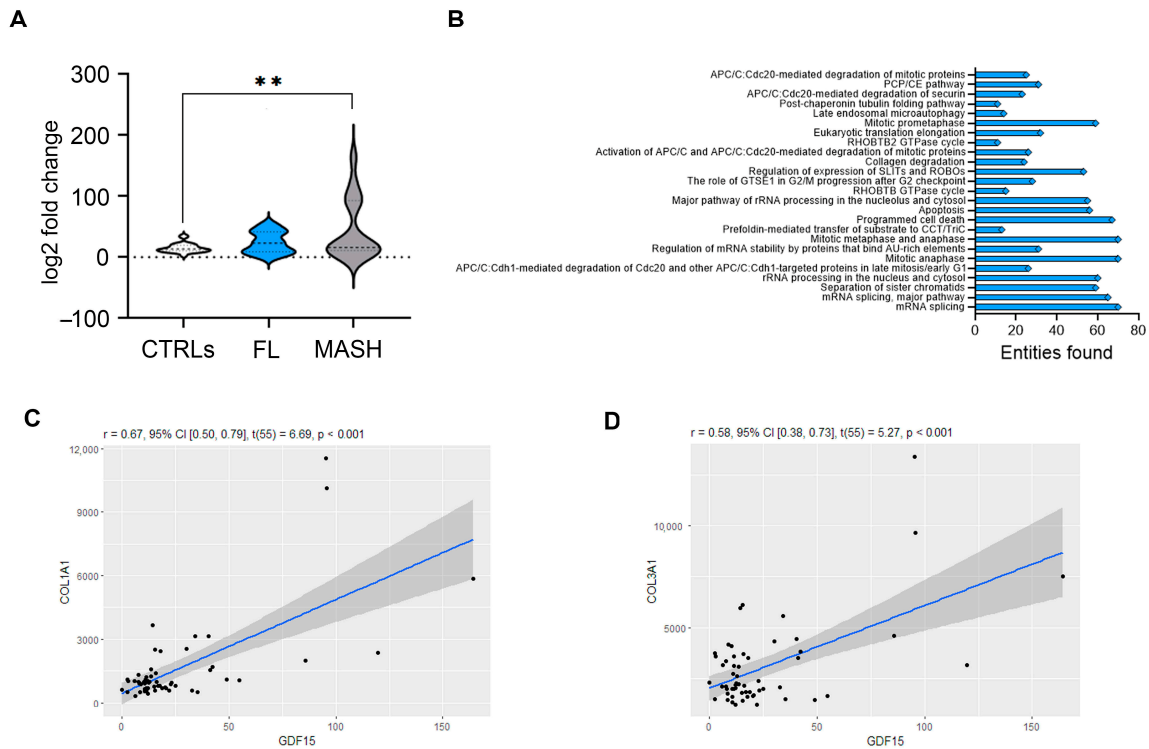 A
B
300
200
100
0
–100
log2 fold change
**
CTRLs FL MASH
APC/C:Cdc20-mediated degradation of mitotic proteins
PCP/CE pathway
APC/C:Cdc20-mediated degradation of securin
Post-chaperonin tubulin folding pathway
Late endosomal microautophagy
Mitotic prometaphase
Eukaryotic translation elongation
RHOBTB2 GTPase cycle
Activation of APC/C and APC/C:Cdc20-mediated degradation of mitotic proteins
Collagen degradation
Regulation of expression of SLITs and ROBOs
The role of GTSE1 in G2/M progression after G2 checkpoint
RHOBTB GTPase cycle
Major pathway of rRNA processing in the nucleolus and cytosol
Apoptosis
Programmed cell death
Prefoldin-mediated transfer of substrate to CCT/TriC
Mitotic metaphase and anaphase
Regulation of mRNA stability by proteins that bind AU-rich elements
Mitotic anaphase
APC/C:Cdh1-mediated degradation of Cdc20 and other APC/C:Cdh1-targeted proteins in late mitosis/early G1
rRNA processing in the nucleus and cytosol
Separation of sister chromatids
mRNA splicing, major pathway
mRNA splicing
0 20 40 60 80
Entities found
C
r = 0.67, 95% CI [0.50, 0.79], t(55) = 6.69, p < 0.001
12,000
9000
6000
3000
0
COL1A1
0 50 100 150
GDF15
D
r = 0.58, 95% CI [0.38, 0.73], t(55) = 5.27, p < 0.001
10,000
5000
COL3A1
0 50 100 150
GDF15